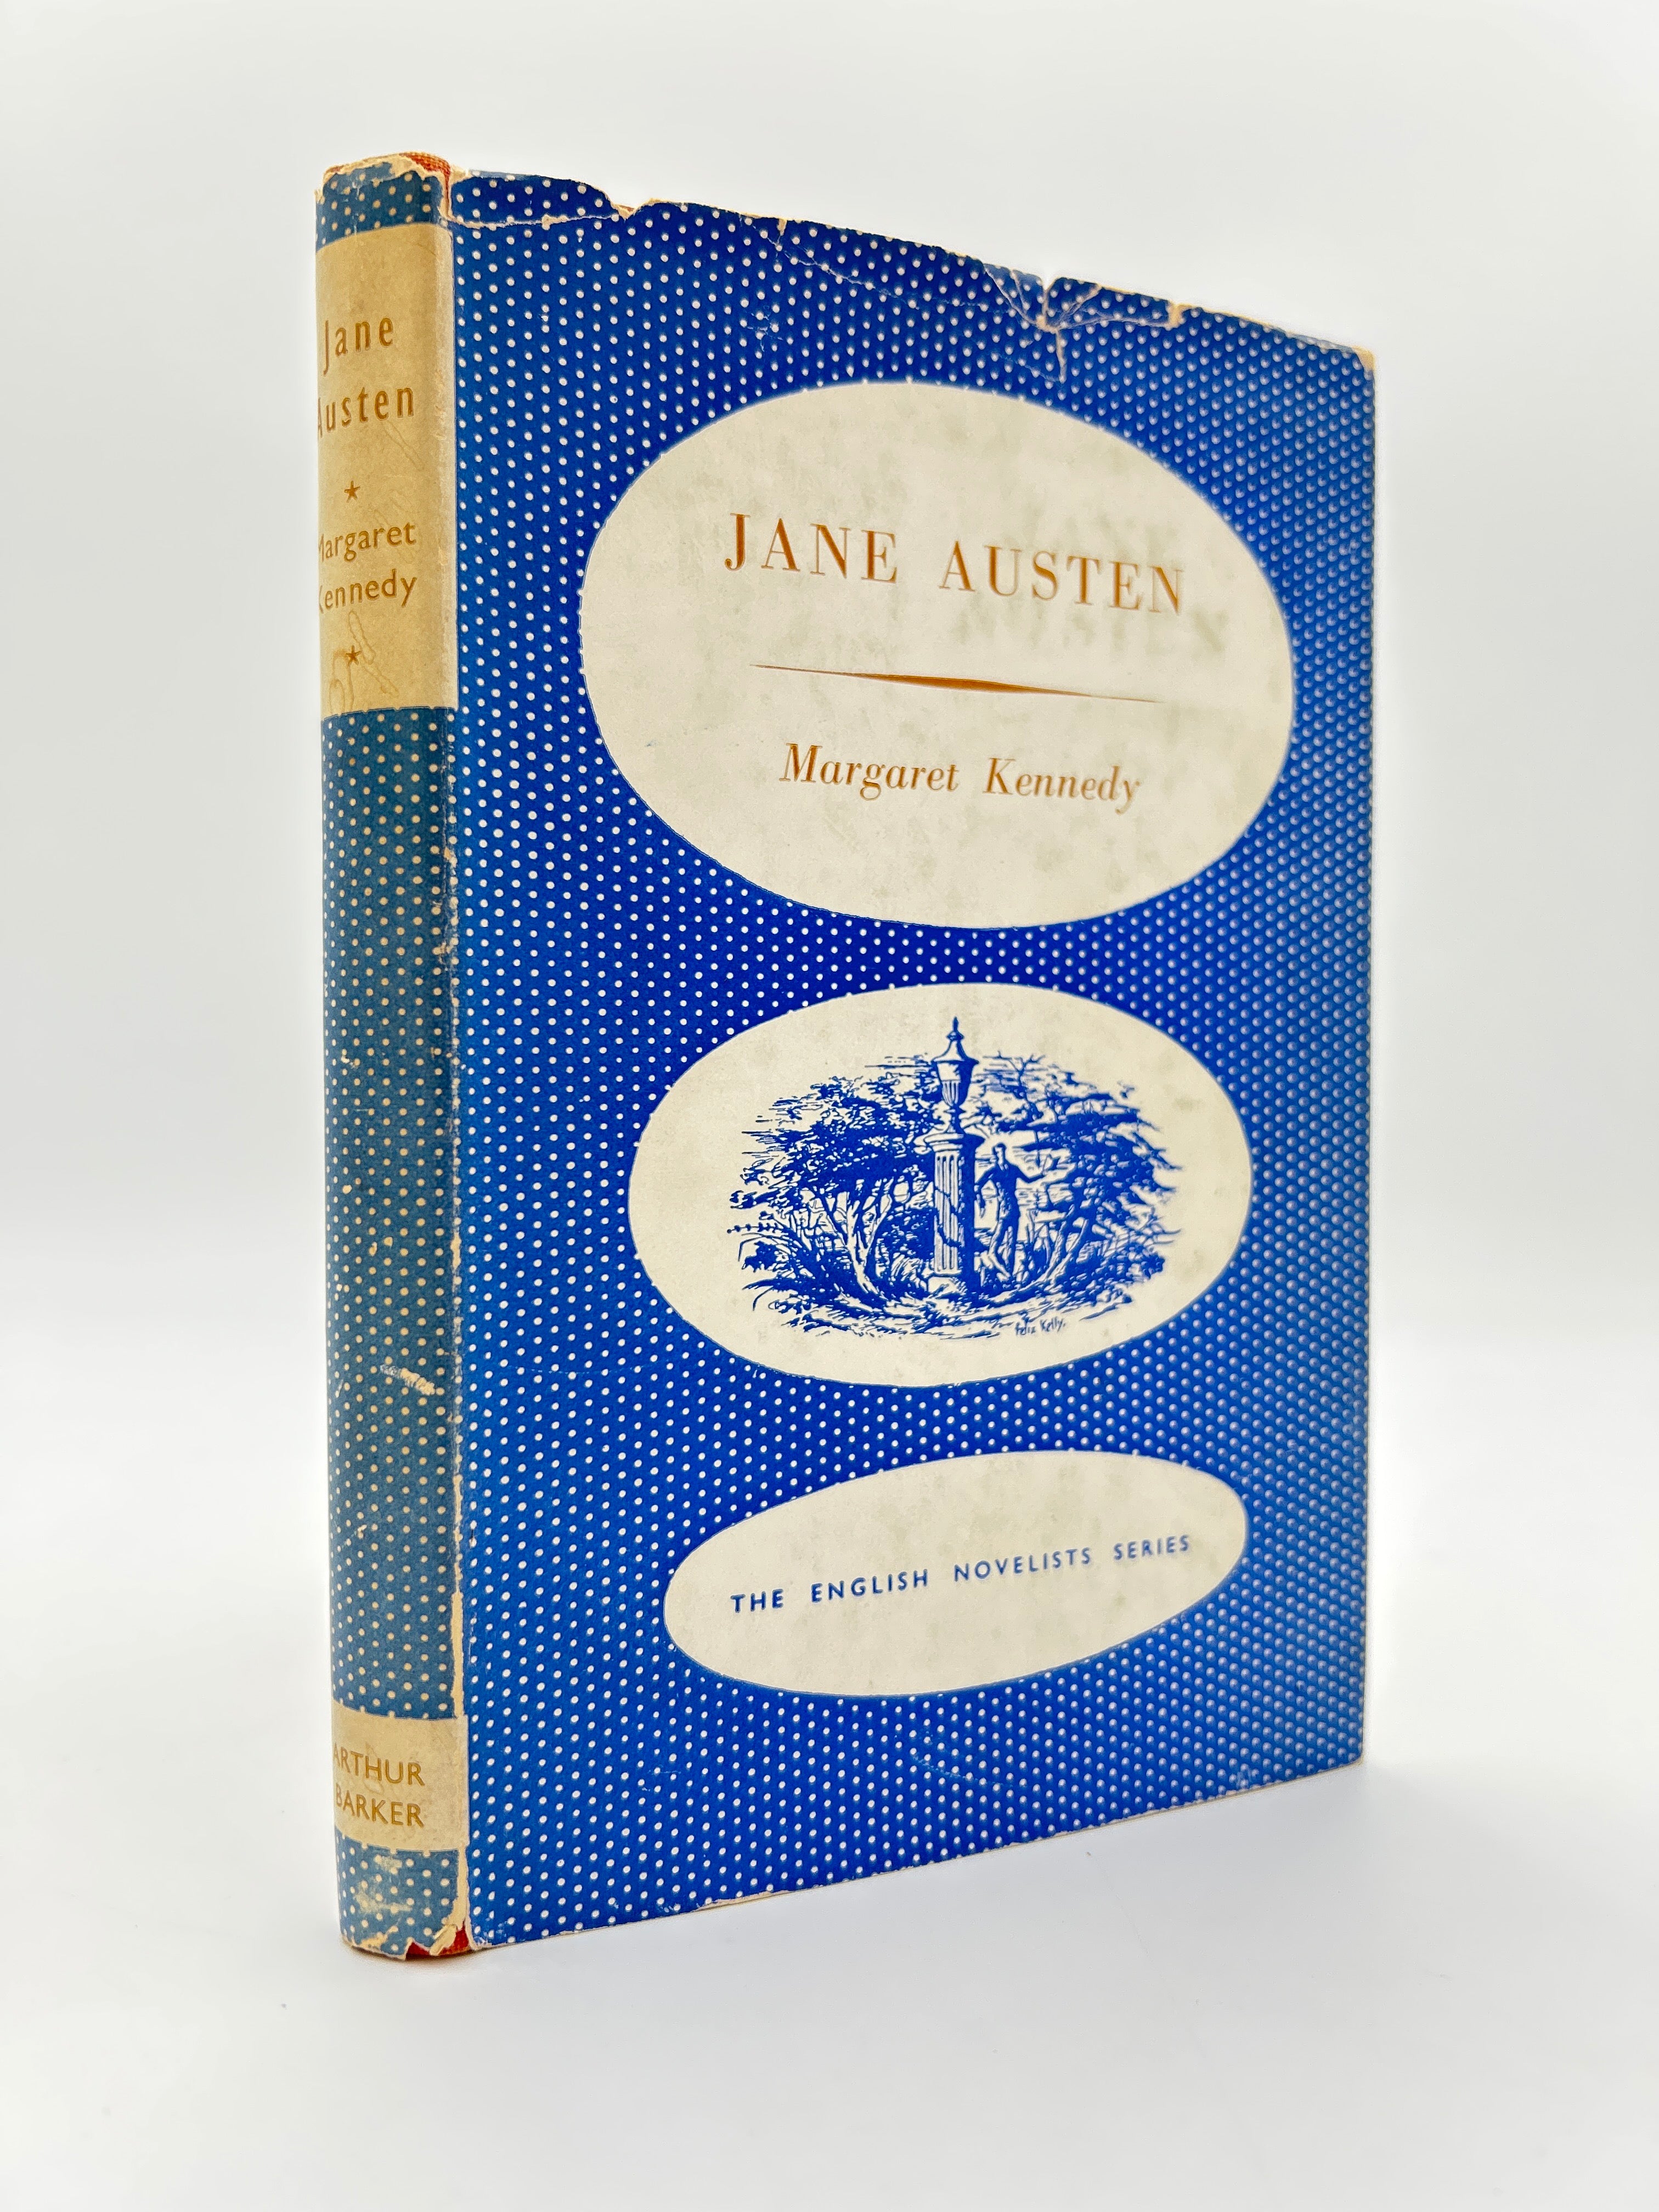 Jane
Austen
★
Margaret
Kennedy
★
ARTHUR
BARKER
JANE AUSTEN
Margaret Kennedy
Felix Kelly.
THE ENGLISH NOVELISTS SERIES